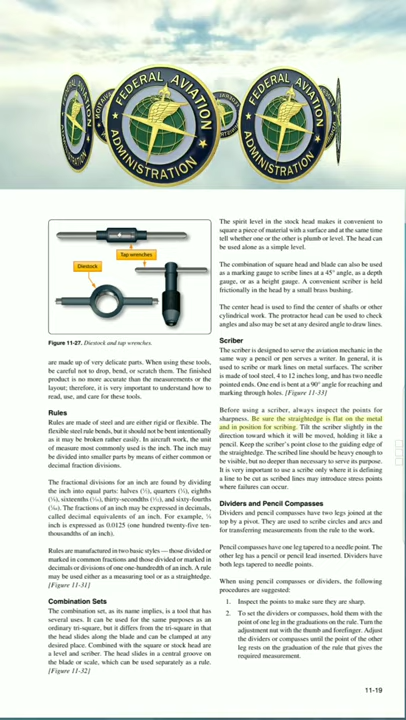 FEDERAL AVIATION
ADMINISTRATION
FEDERAL AVIATION
ADMINISTRATION
Tap wrenches
Diestock
Figure 11-27. Diestock and tap wrenches.
are made up of very delicate parts. When using these tools,
be careful not to drop, bend, or scratch them. The finished
product is no more accurate than the measurements or the
layout; therefore, it is very important to understand how to
read, use, and care for these tools.
Rules
Rules are made of steel and are either rigid or flexible. The
flexible steel rule bends, but it should not be bent intentionally
as it may be broken rather easily. In aircraft work, the unit
of measure most commonly used is the inch. The inch may
be divided into smaller parts by means of either common or
decimal fraction divisions.
The fractional divisions for an inch are found by dividing
the inch into equal parts: halves (½), quarters (¼), eighths
(⅛), sixteenths (1⁄16), thirty-seconds (1⁄32), and sixty-fourths
(1⁄64). The fractions of an inch may be expressed in decimals,
called decimal equivalents of an inch. For example, ⅛
inch is expressed as 0.0125 (one hundred twenty-five ten-
thousandths of an inch).
Rules are manufactured in two basic styles — those divided or
marked in common fractions and those divided or marked in
decimals or divisions of one one-hundredth of an inch. A rule
may be used either as a measuring tool or as a straightedge.
[Figure 11-31]
Combination Sets
The combination set, as its name implies, is a tool that has
several uses. It can be used for the same purposes as an
ordinary tri-square, but it differs from the tri-square in that
the head slides along the blade and can be clamped at any
desired place. Combined with the square or stock head are
a level and scriber. The head slides in a central groove on
the blade or scale, which can be used separately as a rule.
[Figure 11-32]
The spirit level in the stock head makes it convenient to
square a piece of material with a surface and at the same time
tell whether one or the other is plumb or level. The head can
be used alone as a simple level.
The combination of square head and blade can also be used
as a marking gauge to scribe lines at a 45° angle, as a depth
gauge, or as a height gauge. A convenient scriber is held
frictionally in the head by a small brass bushing.
The center head is used to find the center of shafts or other
cylindrical work. The protractor head can be used to check
angles and also may be set at any desired angle to draw lines.
Scriber
The scriber is designed to serve the aviation mechanic in the
same way a pencil or pen serves a writer. In general, it is
used to scribe or mark lines on metal surfaces. The scriber
is made of tool steel, 4 to 12 inches long, and has two needle
pointed ends. One end is bent at a 90° angle for reaching and
marking through holes. [Figure 11-33]
Before using a scriber, always inspect the points for
sharpness. Be sure the straightedge is flat on the metal
and in position for scribing. Tilt the scriber slightly in the
direction toward which it will be moved, holding it like a
pencil. Keep the scriber's point close to the guiding edge of
the straightedge. The scribed line should be heavy enough to
be visible, but no deeper than necessary to serve its purpose.
It is very important to use a scribe only where it is defining
a line to be cut as scribed lines may introduce stress points
where failures can occur.
Dividers and Pencil Compasses
Dividers and pencil compasses have two legs joined at the
top by a pivot. They are used to scribe circles and arcs and
for transferring measurements from the rule to the work.
Pencil compasses have one leg tapered to a needle point. The
other leg has a pencil or pencil lead inserted. Dividers have
both legs tapered to needle points.
When using pencil compasses or dividers, the following
procedures are suggested:
1. Inspect the points to make sure they are sharp.
2. To set the dividers or compasses, hold them with the
point of one leg in the graduations on the rule. Turn the
adjustment nut with the thumb and forefinger. Adjust
the dividers or compasses until the point of the other
leg rests on the graduation of the rule that gives the
required measurement.
11-19